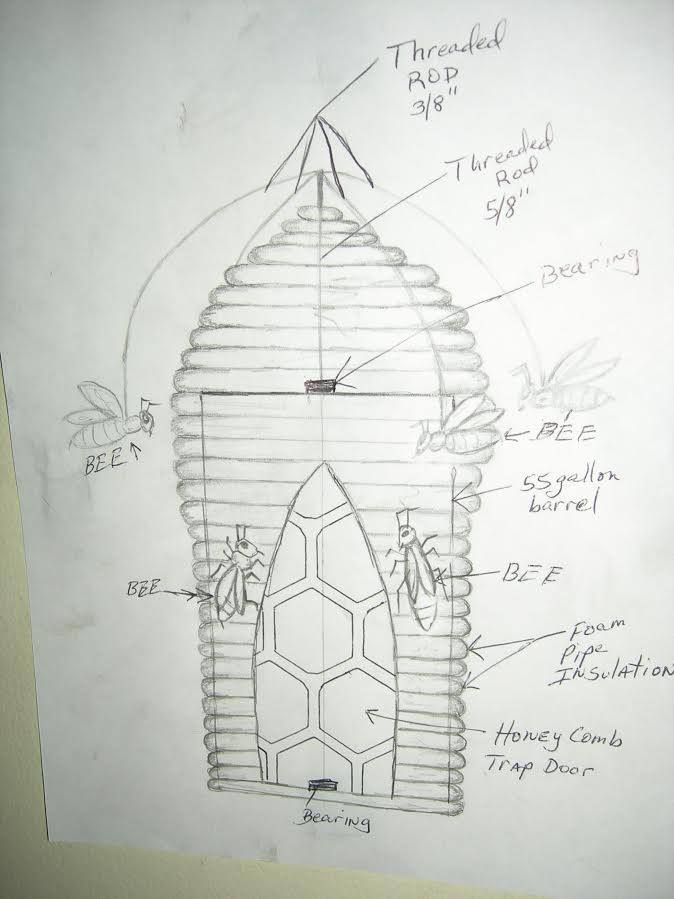 Threaded
ROD
3/8"
Threaded
Rod
5/8"
Bearing
BEE
BEE
55 gallon
barrel
BEE
BEE
Foam
Pipe
INSULATION
Honey Comb
Trap Door
Bearing